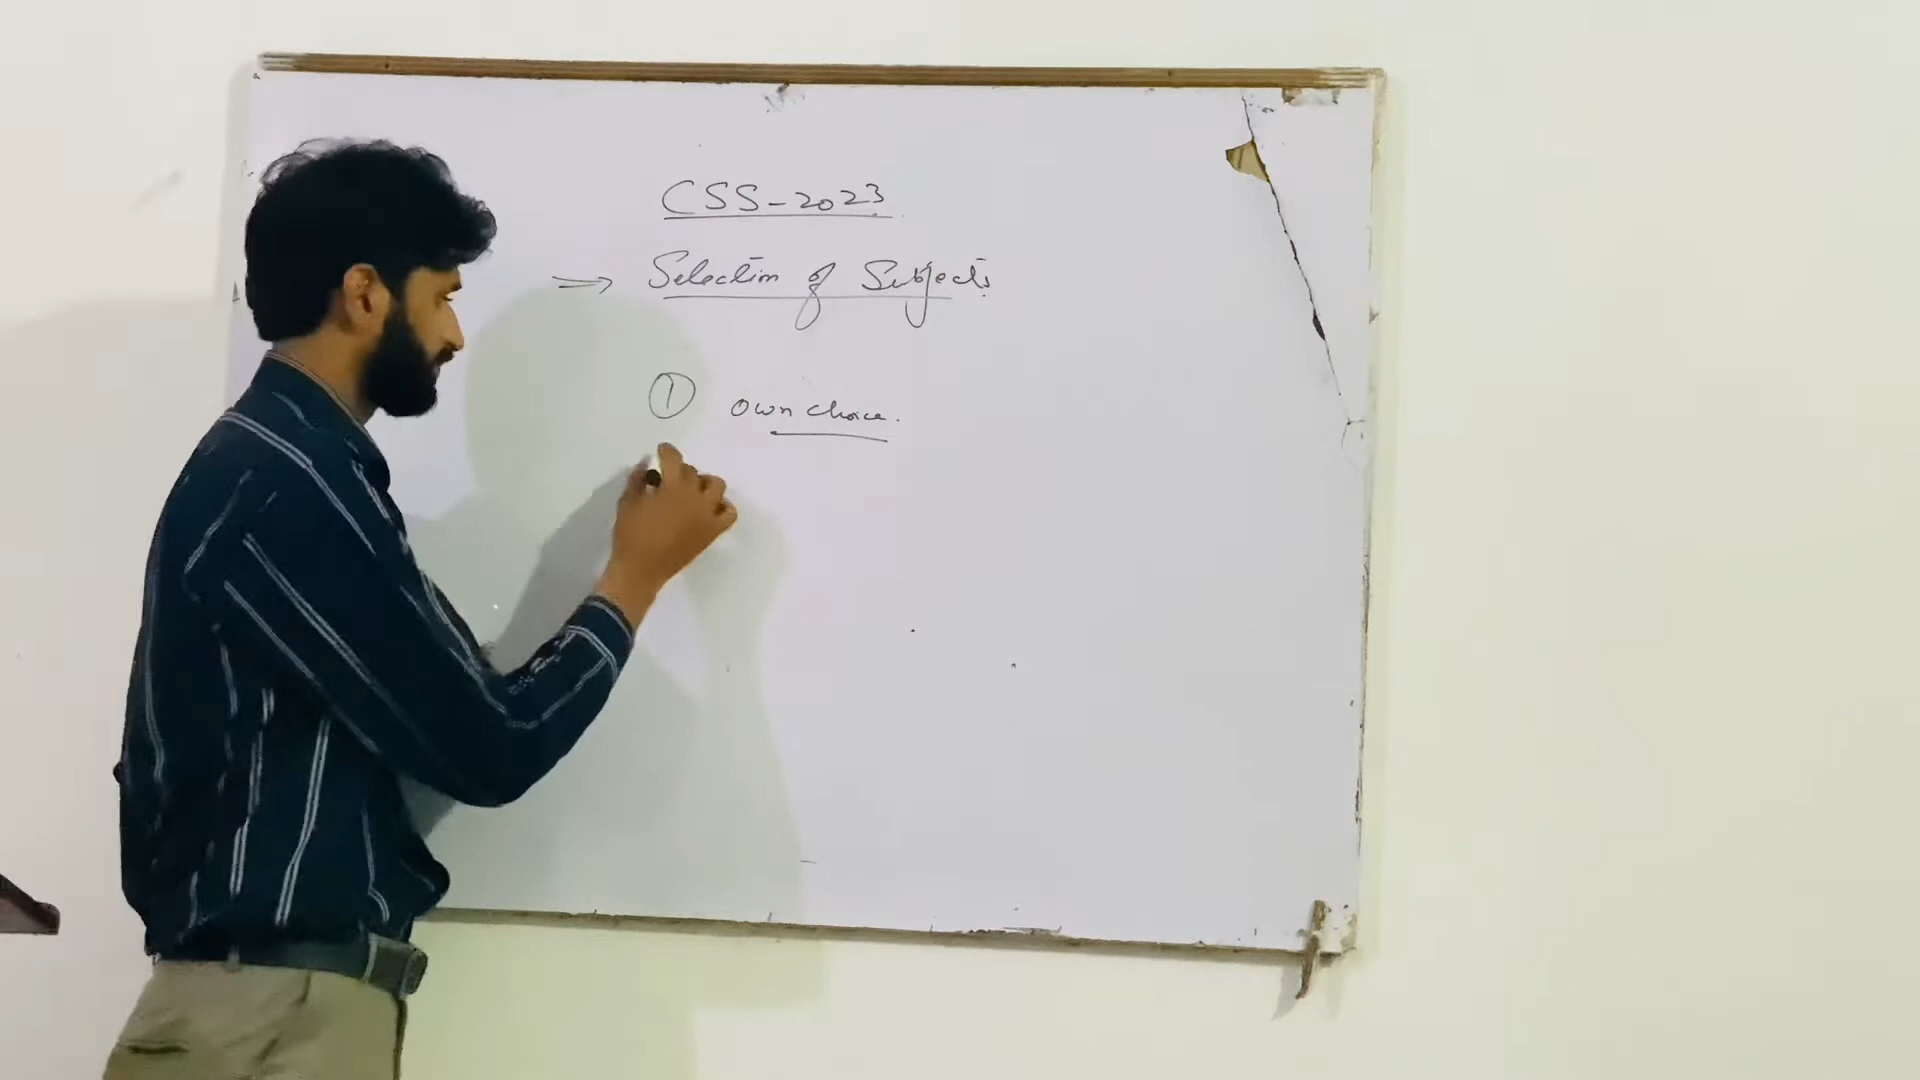 CSS-2023
⇒ Selection of Subjects
① own choice.